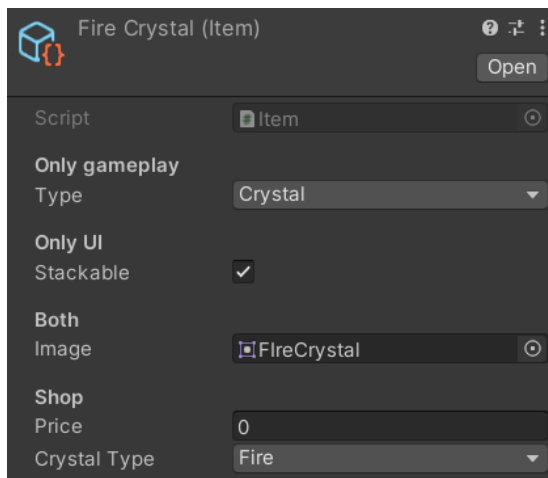 Fire Crystal (Item)
Open
Script Item
Only gameplay
Type Crystal
Only UI
Stackable
Both
Image FIreCrystal
Shop
Price 0
Crystal Type Fire